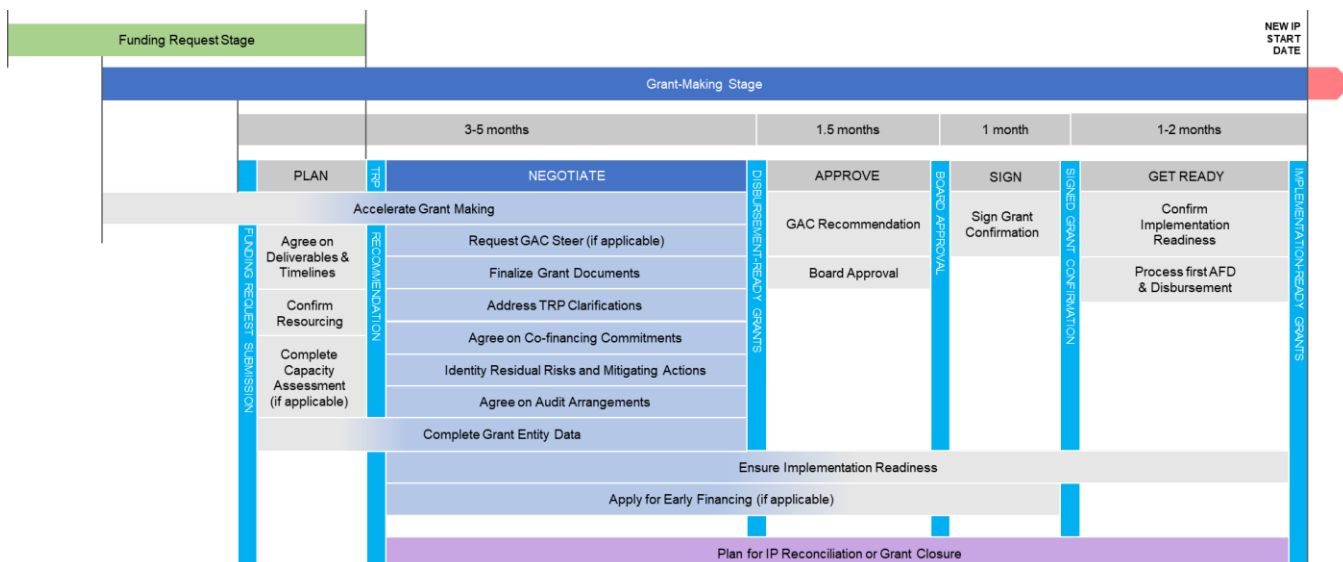 Funding Request Stage
NEW IP
START
DATE
Grant-Making Stage
3-5 months
1.5 months
1 month
1-2 months
FUNDING REQUEST SUBMISSION
PLAN
TRP RECOMMENDATION
NEGOTIATE
DISBURSEMENT-READY GRANTS
APPROVE
BOARD APPROVAL
SIGN
SIGNED GRANT CONFIRMATION
GET READY
IMPLEMENTATION-READY GRANTS
Accelerate Grant Making
Agree on
Deliverables &
Timelines
Confirm
Resourcing
Complete
Capacity
Assessment
(if applicable)
Request GAC Steer (if applicable)
Finalize Grant Documents
Address TRP Clarifications
Agree on Co-financing Commitments
Identity Residual Risks and Mitigating Actions
Agree on Audit Arrangements
Complete Grant Entity Data
GAC Recommendation
Board Approval
Sign Grant
Confirmation
Confirm
Implementation
Readiness
Process first AFD
& Disbursement
Ensure Implementation Readiness
Apply for Early Financing (if applicable)
Plan for IP Reconciliation or Grant Closure